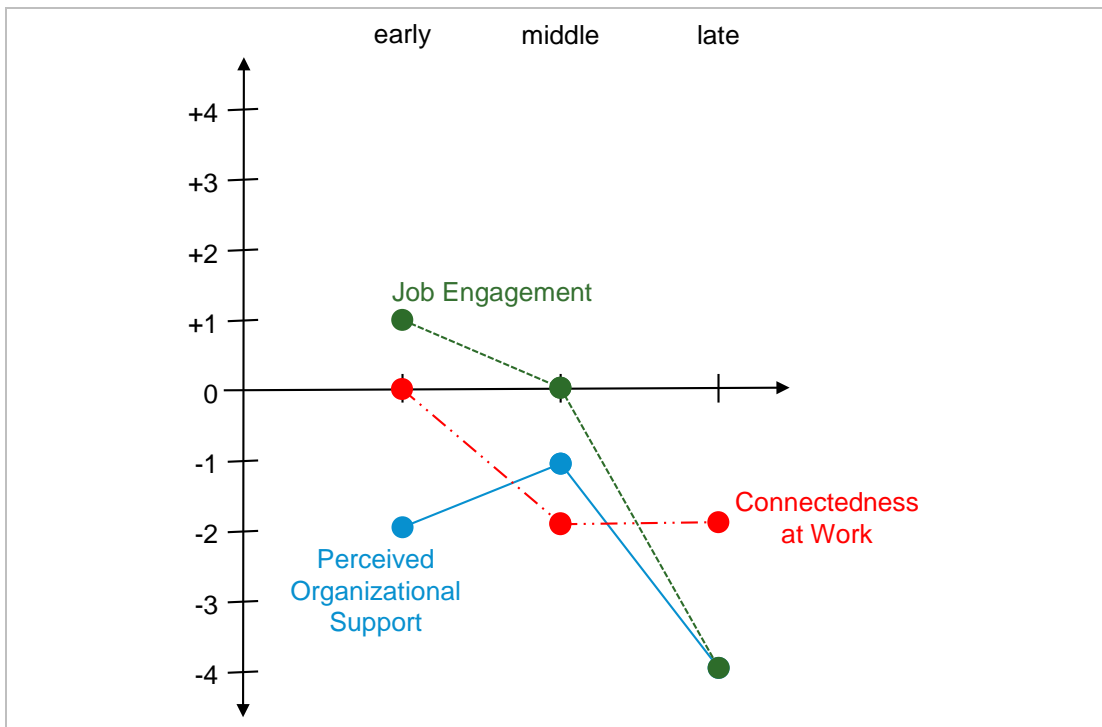 early middle late
+4
+3
+2
Job Engagement
+1
0
-1
Connectedness
at Work
-2
Perceived
Organizational
Support
-3
-4